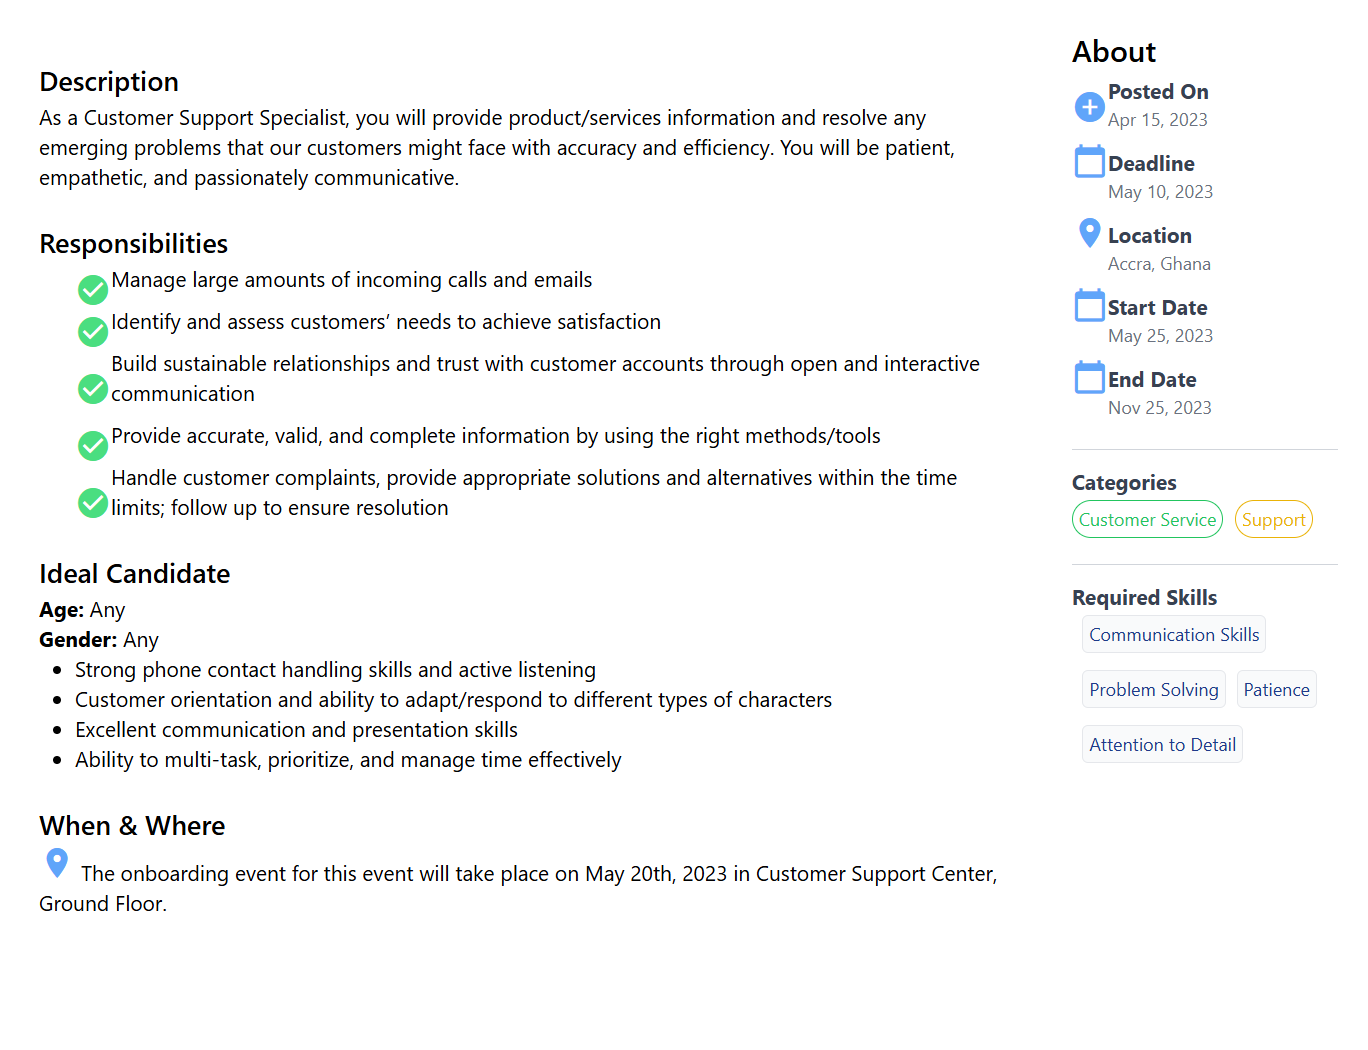 Description
As a Customer Support Specialist, you will provide product/services information and resolve any
emerging problems that our customers might face with accuracy and efficiency. You will be patient,
empathetic, and passionately communicative.
Responsibilities
Manage large amounts of incoming calls and emails
Identify and assess customers’ needs to achieve satisfaction
Build sustainable relationships and trust with customer accounts through open and interactive
communication
Provide accurate, valid, and complete information by using the right methods/tools
Handle customer complaints, provide appropriate solutions and alternatives within the time
limits; follow up to ensure resolution
Ideal Candidate
Age: Any
Gender: Any
• Strong phone contact handling skills and active listening
• Customer orientation and ability to adapt/respond to different types of characters
• Excellent communication and presentation skills
• Ability to multi-task, prioritize, and manage time effectively
When & Where
The onboarding event for this event will take place on May 20th, 2023 in Customer Support Center,
Ground Floor.
About
Posted On
Apr 15, 2023
Deadline
May 10, 2023
Location
Accra, Ghana
Start Date
May 25, 2023
End Date
Nov 25, 2023
Categories
Customer Service Support
Required Skills
Communication Skills
Problem Solving Patience
Attention to Detail